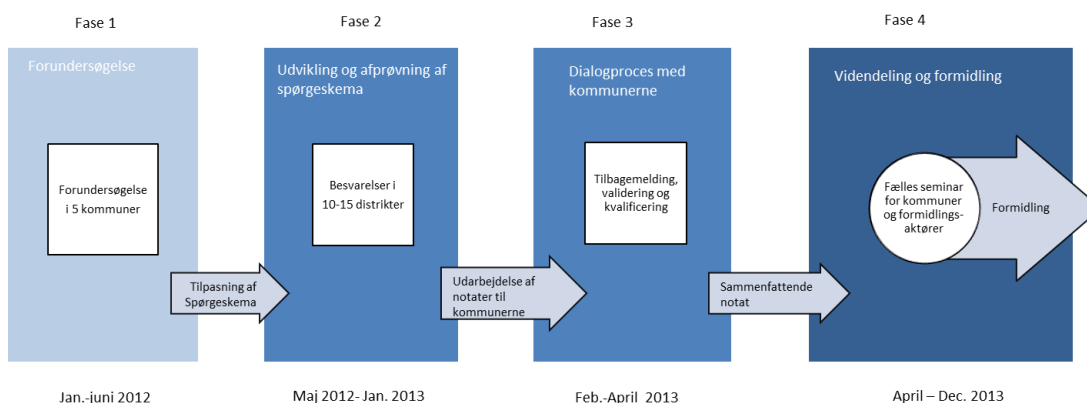 Fase 1
Fase 2
Fase 3
Fase 4
Forundersøgelse
Udvikling og afprøvning af
spørgeskema
Dialogproces med
kommunerne
Videndeling og formidling
Forundersøgelse
i 5 kommuner
Besvarelser i
10-15 distrikter
Tilbagemelding,
validering og
kvalificering
Fælles seminar
for kommuner
og formidlings-
aktører
Formidling
Tilpasning af
Spørgeskema
Udarbejdelse af
notater til
kommunerne
Sammenfattende
notat
Jan.-juni 2012
Maj 2012- Jan. 2013
Feb.-April 2013
April – Dec. 2013